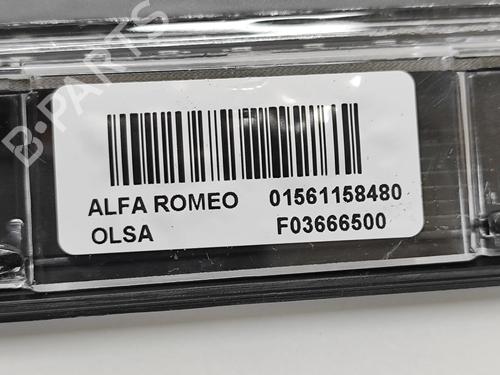 B-PARTS
ALFA ROMEO 01561158480
OLSA F03666500